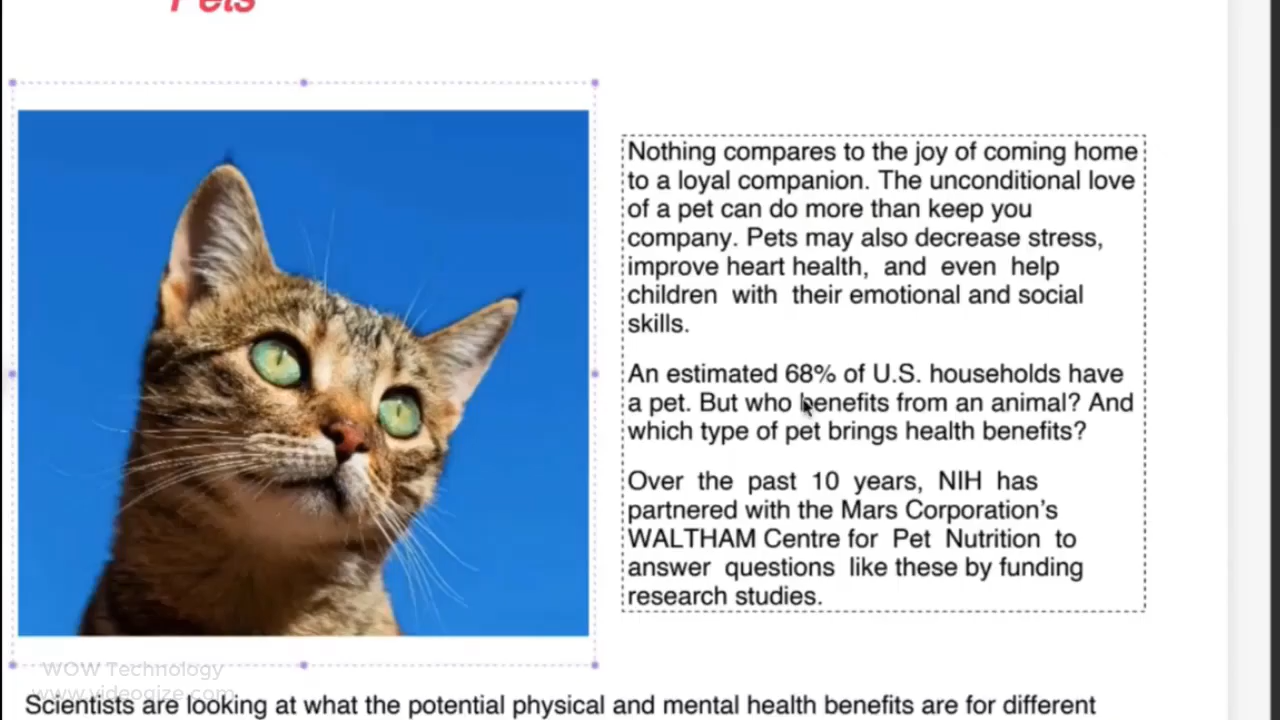 Pets
Nothing compares to the joy of coming home
to a loyal companion. The unconditional love
of a pet can do more than keep you
company. Pets may also decrease stress,
improve heart health, and even help
children with their emotional and social
skills.
An estimated 68% of U.S. households have
a pet. But who benefits from an animal? And
which type of pet brings health benefits?
Over the past 10 years, NIH has
partnered with the Mars Corporation’s
WALTHAM Centre for Pet Nutrition to
answer questions like these by funding
research studies.
WOW Technology
www.videogize.com
Scientists are looking at what the potential physical and mental health benefits are for different